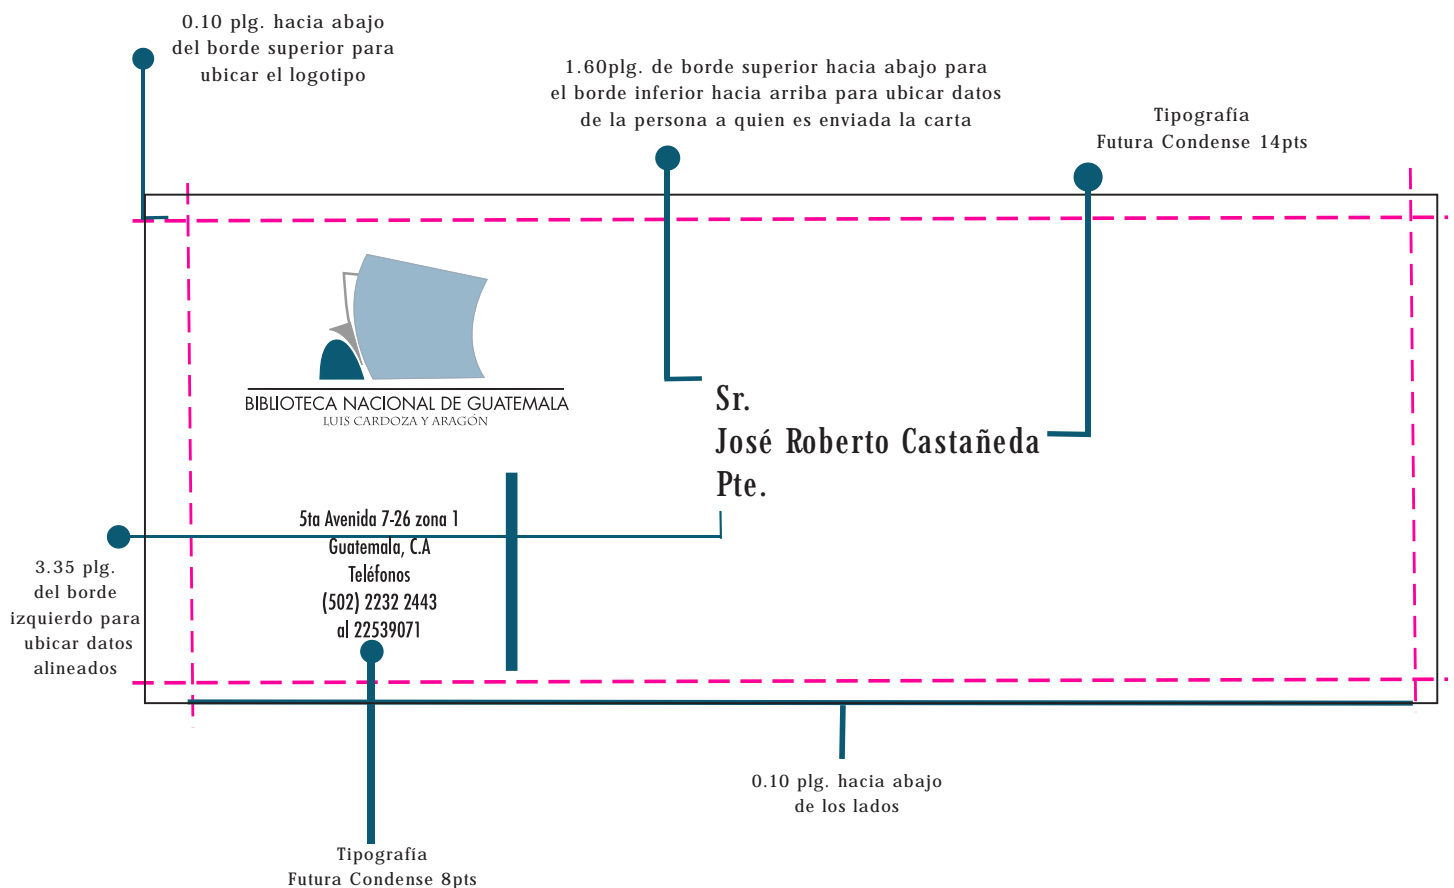 0.10 plg. hacia abajo
del borde superior para
ubicar el logotipo
1.60plg. de borde superior hacia abajo para
el borde inferior hacia arriba para ubicar datos
de la persona a quien es enviada la carta
Tipografía
Futura Condense 14pts
BIBLIOTECA NACIONAL DE GUATEMALA
LUIS CARDOZA Y ARAGÓN
Sr.
José Roberto Castañeda
Pte.
5ta Avenida 7-26 zona 1
Guatemala, C.A
Teléfonos
(502) 2232 2443
al 22539071
3.35 plg.
del borde
izquierdo para
ubicar datos
alineados
0.10 plg. hacia abajo
de los lados
Tipografía
Futura Condense 8pts